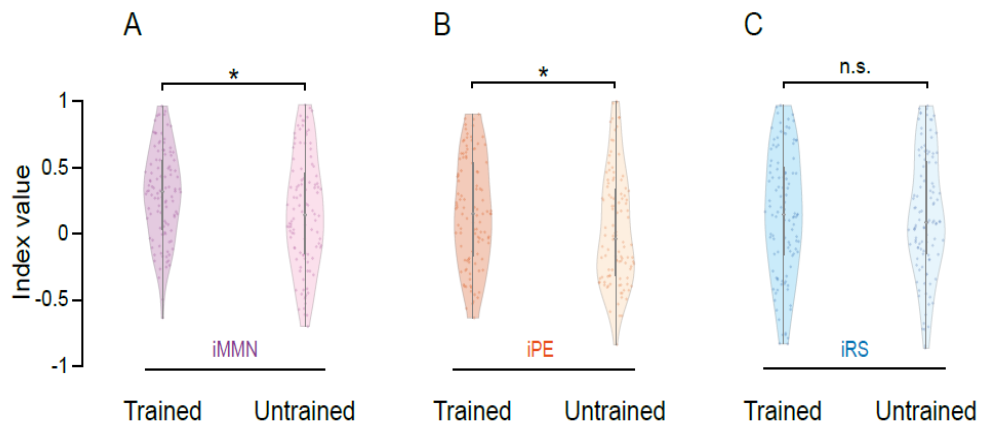 A B C
* * n.s.
1
0.5
0
-0.5
-1
Index value
iMMN iPE iRS
Trained Untrained Trained Untrained Trained Untrained